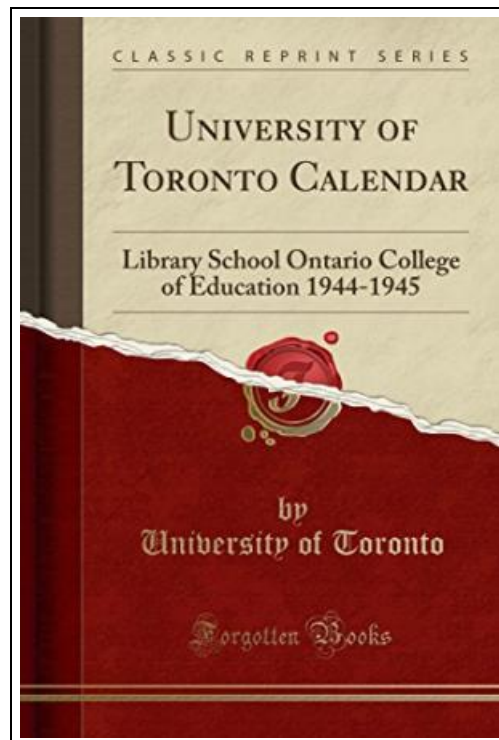 CLASSIC REPRINT SERIES
UNIVERSITY OF
TORONTO CALENDAR
Library School Ontario College
of Education 1944-1945
by
University of Toronto
Forgotten Books